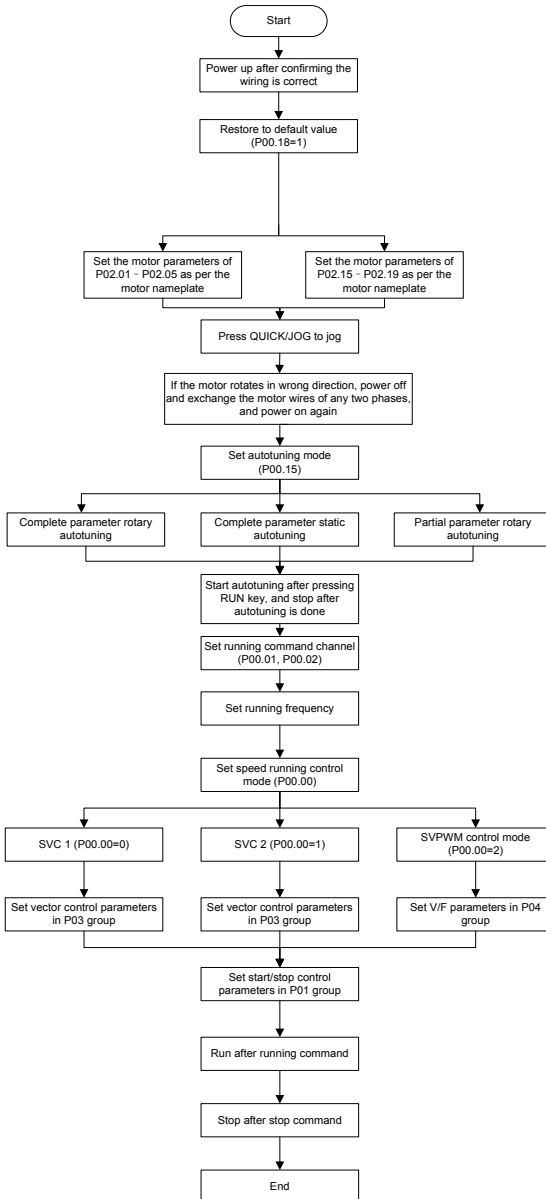 Start
Power up after confirming the
wiring is correct
Restore to default value
(P00.18=1)
Set the motor parameters of
P02.01 - P02.05 as per the
motor nameplate
Set the motor parameters of
P02.15 - P02.19 as per the
motor nameplate
Press QUICK/JOG to jog
If the motor rotates in wrong direction, power off
and exchange the motor wires of any two phases,
and power on again
Set autotuning mode
(P00.15)
Complete parameter rotary
autotuning
Complete parameter static
autotuning
Partial parameter rotary
autotuning
Start autotuning after pressing
RUN key, and stop after
autotuning is done
Set running command channel
(P00.01, P00.02)
Set running frequency
Set speed running control
mode (P00.00)
SVC 1 (P00.00=0)
SVC 2 (P00.00=1)
SVPWM control mode
(P00.00=2)
Set vector control parameters
in P03 group
Set vector control parameters
in P03 group
Set V/F parameters in P04
group
Set start/stop control
parameters in P01 group
Run after running command
Stop after stop command
End